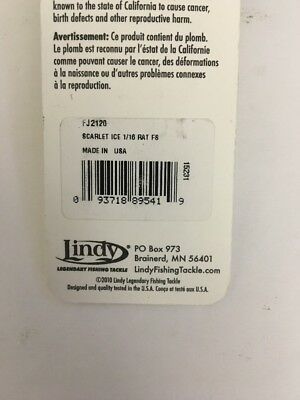 known to the state of California to cause cancer,
birth defects and other reproductive harm.
Avertissement: Ce produit contient du plomb.
Le plomb est reconnu par l'éstat de la Californie
comme pouvant causer le cancer, des déformations
à la naissance ou d'autres problèmes connexes
à la reproduction.
FJ2120
SCARLET ICE 1/16 RAT FS
MADE IN USA
15231
0 93718 89541 9
Lindy
LEGENDARY FISHING TACKLE
PO Box 973
Brainerd, MN 56401
LindyFishingTackle.com
©2010 Lindy Legendary Fishing Tackle
Designed and quality tested in the U.S.A. Conçu et testé aux U.S.A.